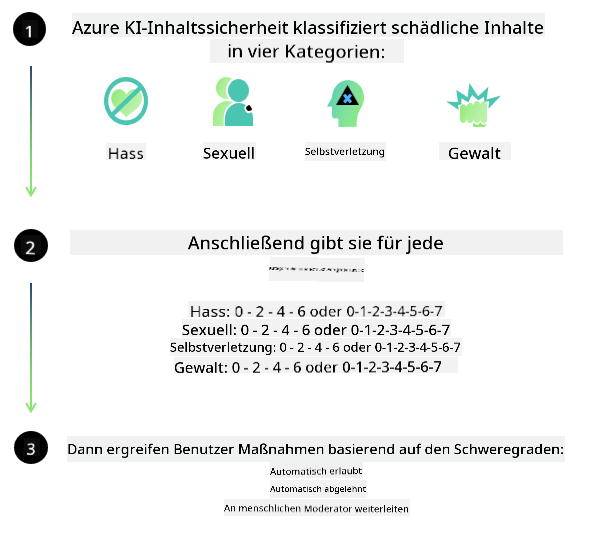 1
Azure KI-Inhaltssicherheit klassifiziert schädliche Inhalte
in vier Kategorien:
Hass
Sexuell
Selbstverletzung
Gewalt
2
Anschließend gibt sie für jede
Hass: 0 - 2 - 4 - 6 oder 0-1-2-3-4-5-6-7
Sexuell: 0 - 2 - 4 - 6 oder 0-1-2-3-4-5-6-7
Selbstverletzung: 0 - 2 - 4 - 6 oder 0-1-2-3-4-5-6-7
Gewalt: 0 - 2 - 4 - 6 oder 0-1-2-3-4-5-6-7
3
Dann ergreifen Benutzer Maßnahmen basierend auf den Schweregraden:
Automatisch erlaubt
Automatisch abgelehnt
An menschlichen Moderator weiterleiten